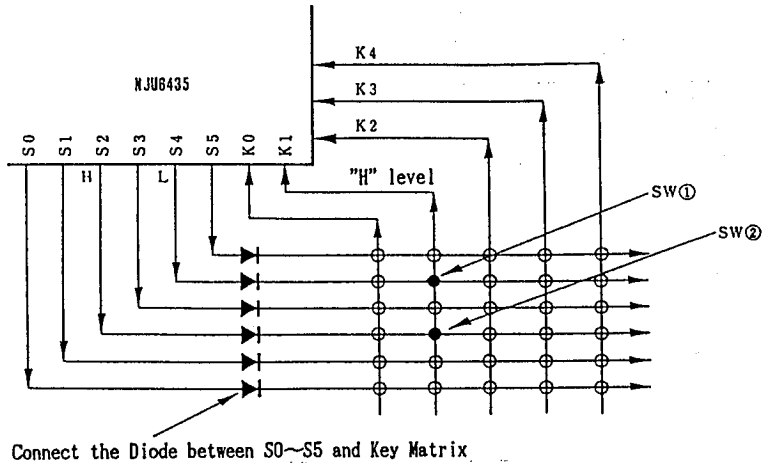 K4
NJU6435
K3
K2
S0 S1 S2 S3 S4 S5 K0 K1
H L
"H" level
SW①
SW②
Connect the Diode between S0~S5 and Key Matrix